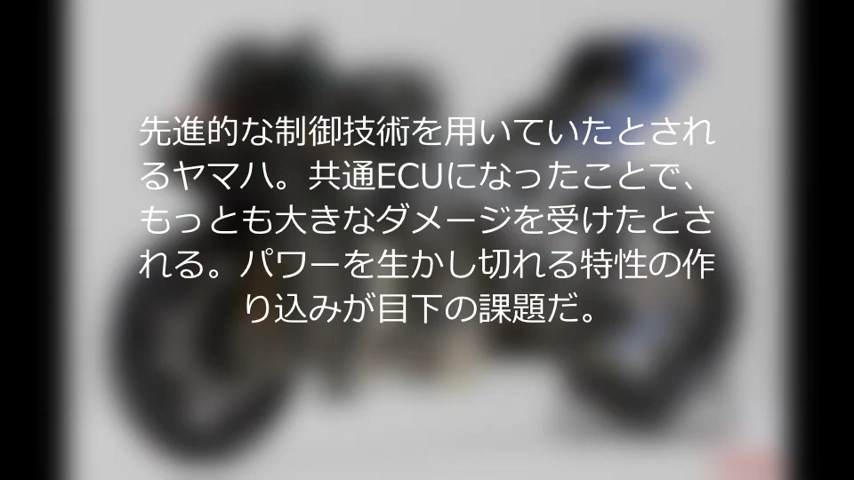 先進的な制御技術を用いていたとされ
るヤマハ。共通ECUになったことで、
もっとも大きなダメージを受けたとさ
れる。パワーを生かし切れる特性の作
り込みが目下の課題だ。